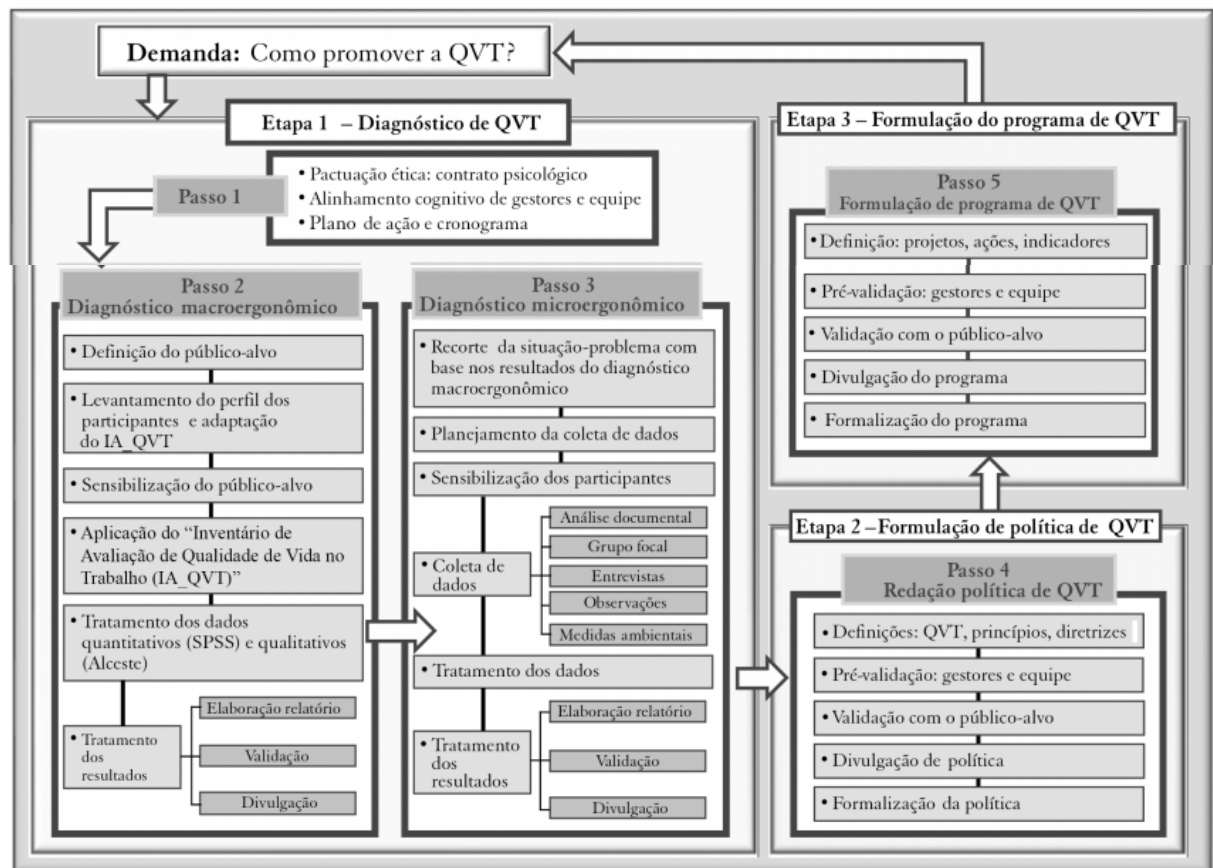 Demanda: Como promover a QVT?
Etapa 1 – Diagnóstico de QVT
Passo 1
• Pactuação ética: contrato psicológico
• Alinhamento cognitivo de gestores e equipe
• Plano de ação e cronograma
Passo 2
Diagnóstico macroergonômico
• Definição do público-alvo
• Levantamento do perfil dos
participantes e adaptação
do IA_QVT
• Sensibilização do público-alvo
• Aplicação do “Inventário de
Avaliação de Qualidade de Vida no
Trabalho (IA_QVT)”
• Tratamento dos dados
quantitativos (SPSS) e qualitativos
(Alceste)
• Tratamento
dos
resultados
Elaboração relatório
Validação
Divulgação
Passo 3
Diagnóstico microergonômico
• Recorte da situação-problema com
base nos resultados do diagnóstico
macroergonômico
• Planejamento da coleta de dados
• Sensibilização dos participantes
• Coleta de
dados
Análise documental
Grupo focal
Entrevistas
Observações
Medidas ambientais
• Tratamento dos dados
• Tratamento
dos
resultados
Elaboração relatório
Validação
Divulgação
Etapa 2 –Formulação de política de QVT
Passo 4
Redação política de QVT
• Definições: QVT, princípios, diretrizes
• Pré-validação: gestores e equipe
• Validação com o público-alvo
• Divulgação de política
• Formalização da política
Etapa 3 – Formulação do programa de QVT
Passo 5
Formulação de programa de QVT
• Definição: projetos, ações, indicadores
• Pré-validação: gestores e equipe
• Validação com o público-alvo
• Divulgação do programa
• Formalização do programa